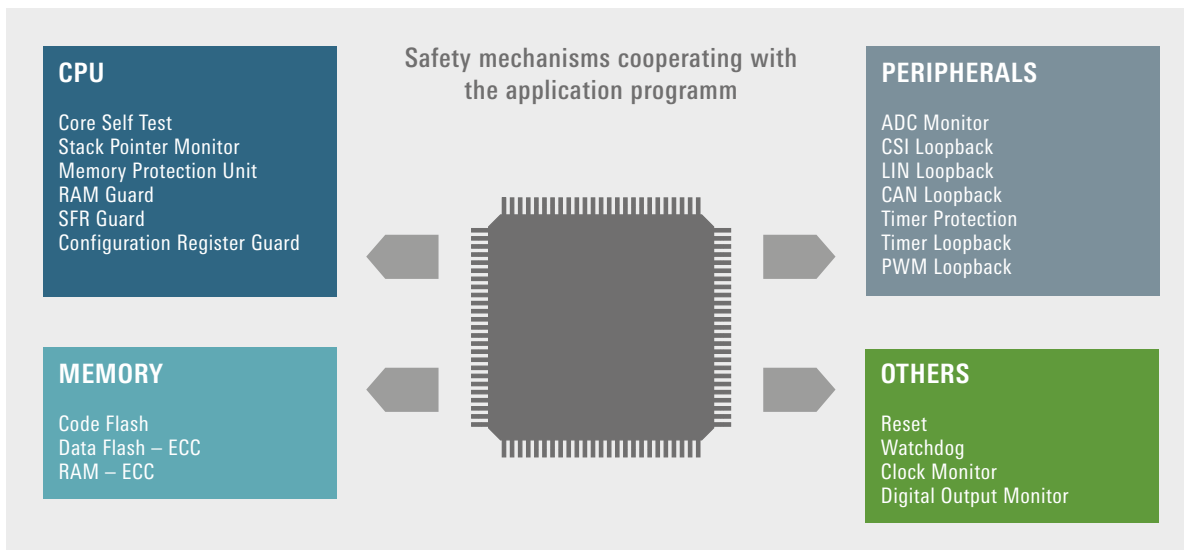 Safety mechanisms cooperating with
the application programm
CPU
Core Self Test
Stack Pointer Monitor
Memory Protection Unit
RAM Guard
SFR Guard
Configuration Register Guard
PERIPHERALS
ADC Monitor
CSI Loopback
LIN Loopback
CAN Loopback
Timer Protection
Timer Loopback
PWM Loopback
MEMORY
Code Flash
Data Flash – ECC
RAM – ECC
OTHERS
Reset
Watchdog
Clock Monitor
Digital Output Monitor